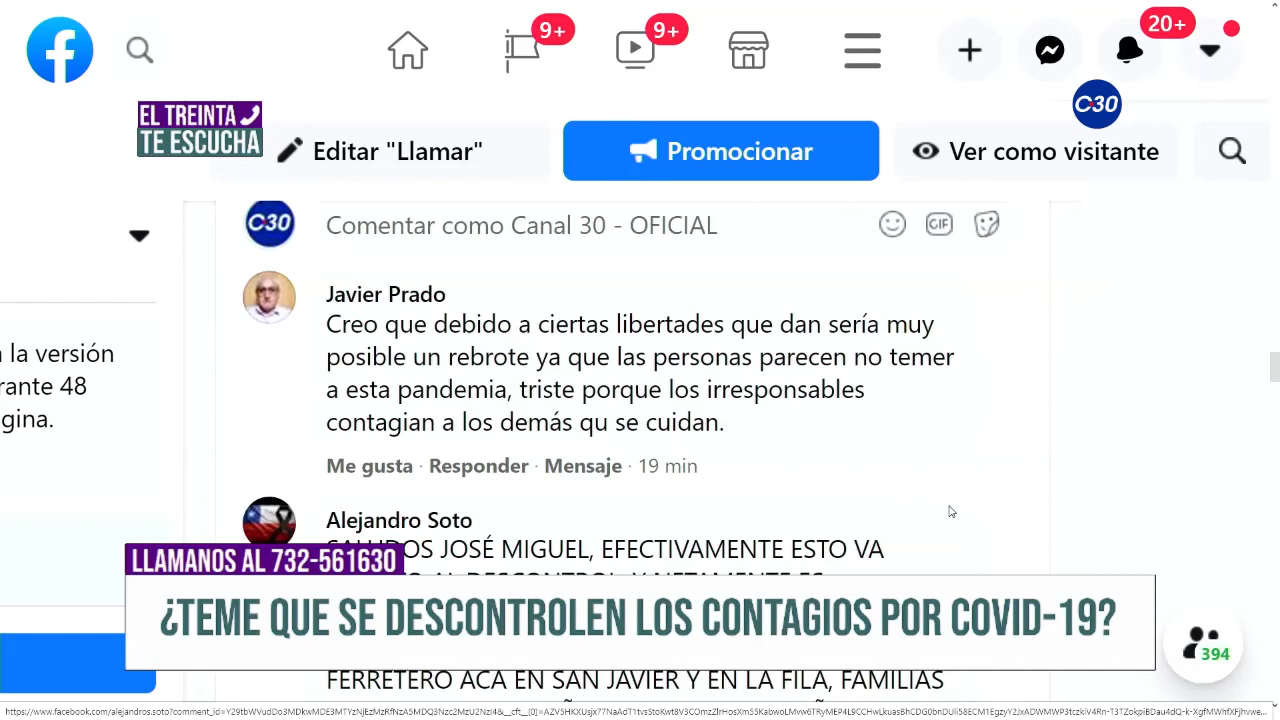 9+
9+
20+
EL TREINTA
TE ESCUCHA
C30
Editar "Llamar"
Promocionar
Ver como visitante
C30
Comentar como Canal 30 - OFICIAL
GIF
Javier Prado
Creo que debido a ciertas libertades que dan sería muy
posible un rebrote ya que las personas parecen no temer
a esta pandemia, triste porque los irresponsables
contagian a los demás qu se cuidan.
Me gusta · Responder · Mensaje · 19 min
la versión
rante 48
gina.
Alejandro Soto
SALUDOS JOSÉ MIGUEL, EFECTIVAMENTE ESTO VA
LLAMANOS AL 732-561630
¿TEME QUE SE DESCONTROLEN LOS CONTAGIOS POR COVID-19?
394
FERRETERO ACA EN SAN JAVIER Y EN LA FILA, FAMILIAS